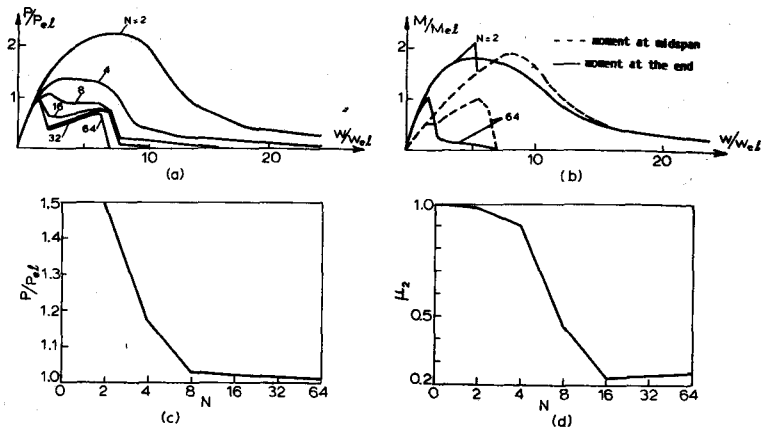 P/Pel
N=2
2
4
1
8
16
32
64
W/Wel
10
20
(a)
M/Mel
N=2
moment at midspan
moment at the end
2
1
64
10
20
W/Wel
(b)
1.5
1.4
1.3
1.2
1.1
1.0
P/Pel
0 2 4 8 16 32 64
N
(c)
1.0
0.5
0.2
μ2
0 2 4 8 16 32 64
N
(d)